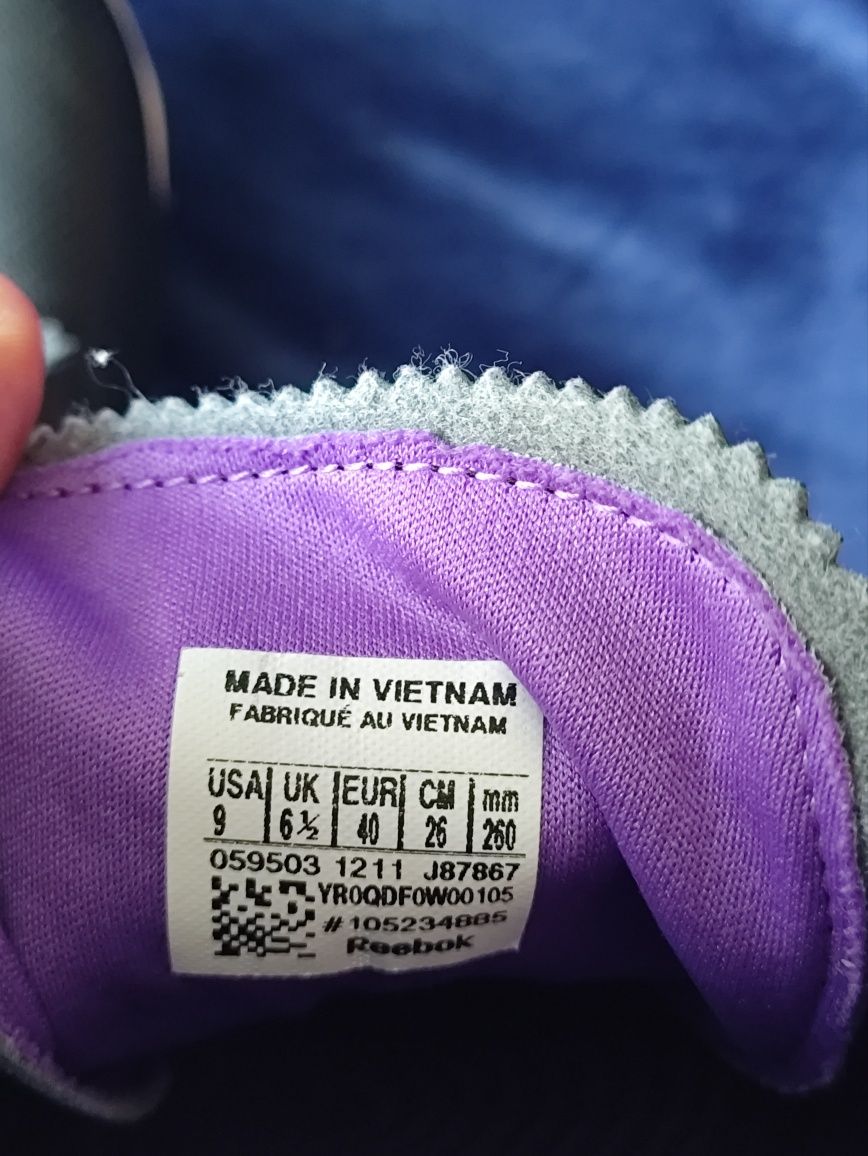 MADE IN VIETNAM
FABRIQUÉ AU VIETNAM
USA UK EUR CM mm
9 6½ 40 26 260
059503 1211 J87867
YR0QDF0W00105
#105234885
Reebok